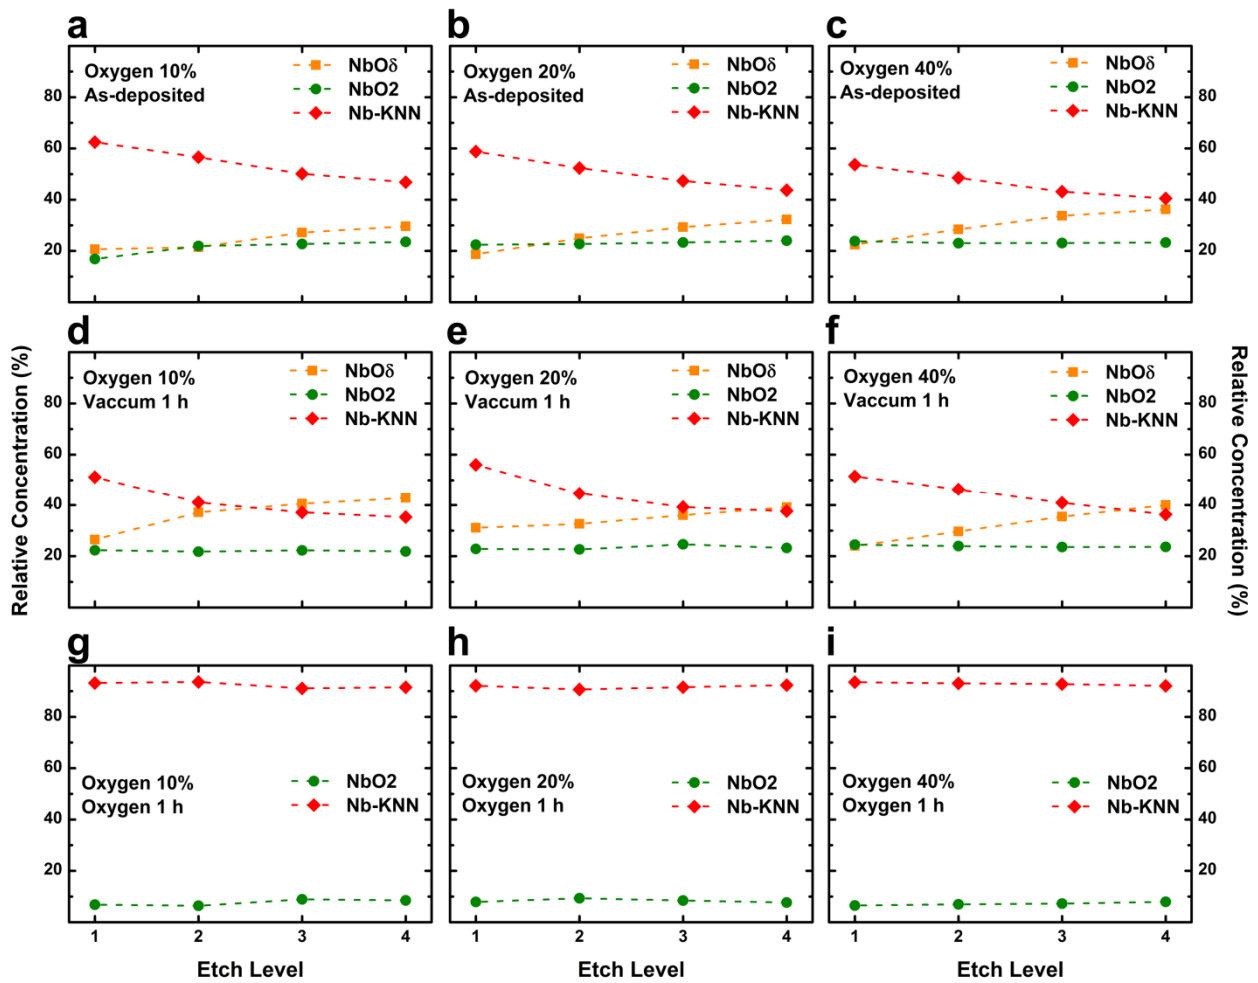 a
b
c
Oxygen 10%
As-deposited
NbOδ
NbO2
Nb-KNN
Oxygen 20%
As-deposited
NbOδ
NbO2
Nb-KNN
Oxygen 40%
As-deposited
NbOδ
NbO2
Nb-KNN
80
60
40
20
80
60
40
20
d
e
f
Oxygen 10%
Vaccum 1 h
NbOδ
NbO2
Nb-KNN
Oxygen 20%
Vaccum 1 h
NbOδ
NbO2
Nb-KNN
Oxygen 40%
Vaccum 1 h
NbOδ
NbO2
Nb-KNN
80
60
40
20
80
60
40
20
Relative Concentration (%)
Relative Concentration (%)
g
h
i
Oxygen 10%
Oxygen 1 h
NbO2
Nb-KNN
Oxygen 20%
Oxygen 1 h
NbO2
Nb-KNN
Oxygen 40%
Oxygen 1 h
NbO2
Nb-KNN
80
60
40
20
80
60
40
20
1 2 3 4
1 2 3 4
1 2 3 4
Etch Level
Etch Level
Etch Level